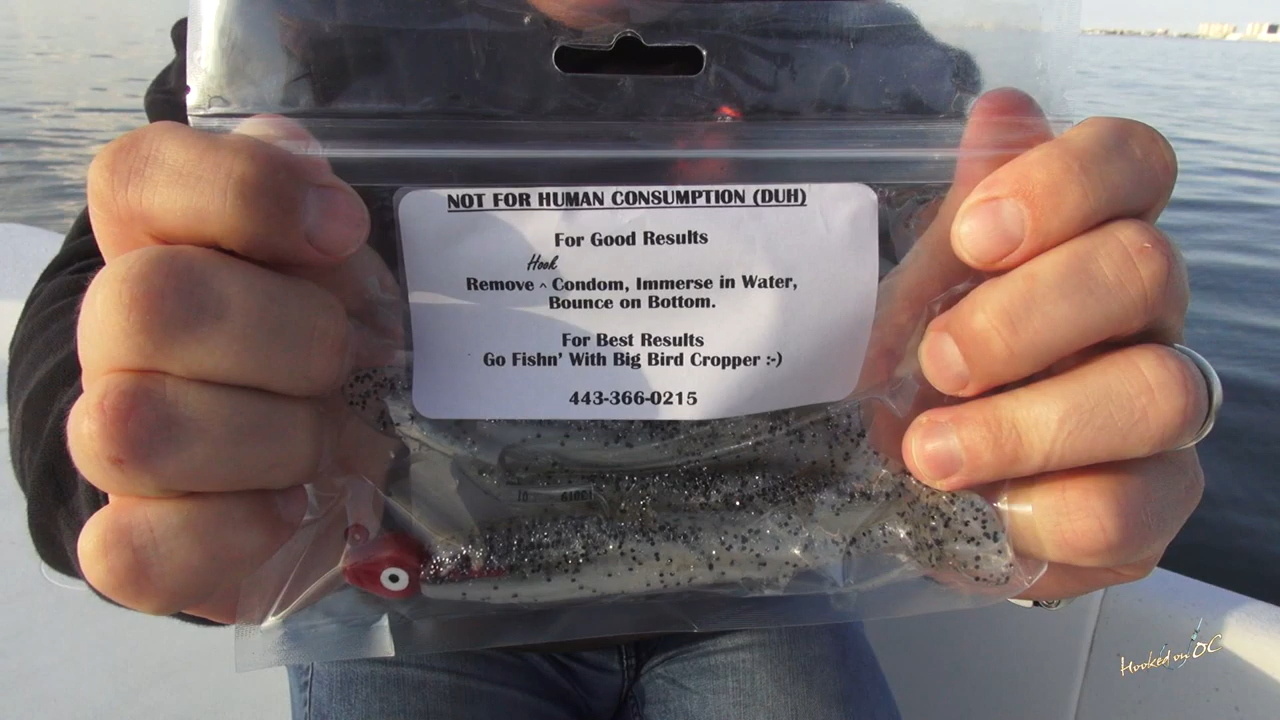 NOT FOR HUMAN CONSUMPTION (DUH)
For Good Results
Hook
Remove ^ Condom, Immerse in Water,
Bounce on Bottom.
For Best Results
Go Fishn' With Big Bird Cropper :-)
443-366-0215
Hooked on OC